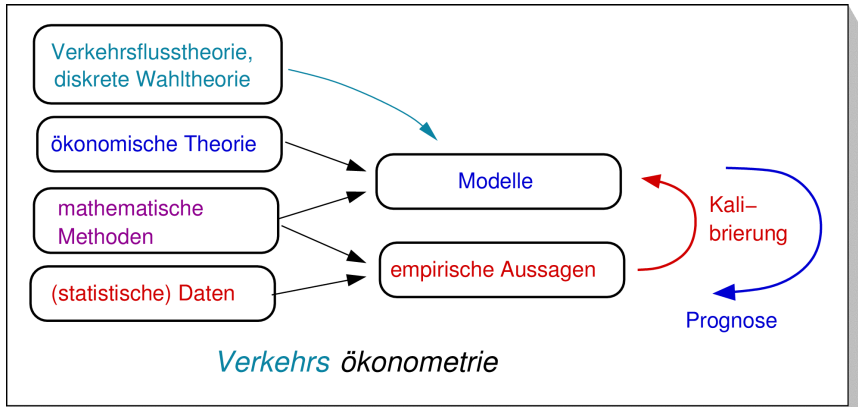 Verkehrsflusstheorie,
diskrete Wahltheorie
ökonomische Theorie
mathematische
Methoden
(statistische) Daten
Modelle
empirische Aussagen
Kali–
brierung
Prognose
Verkehrs ökonometrie